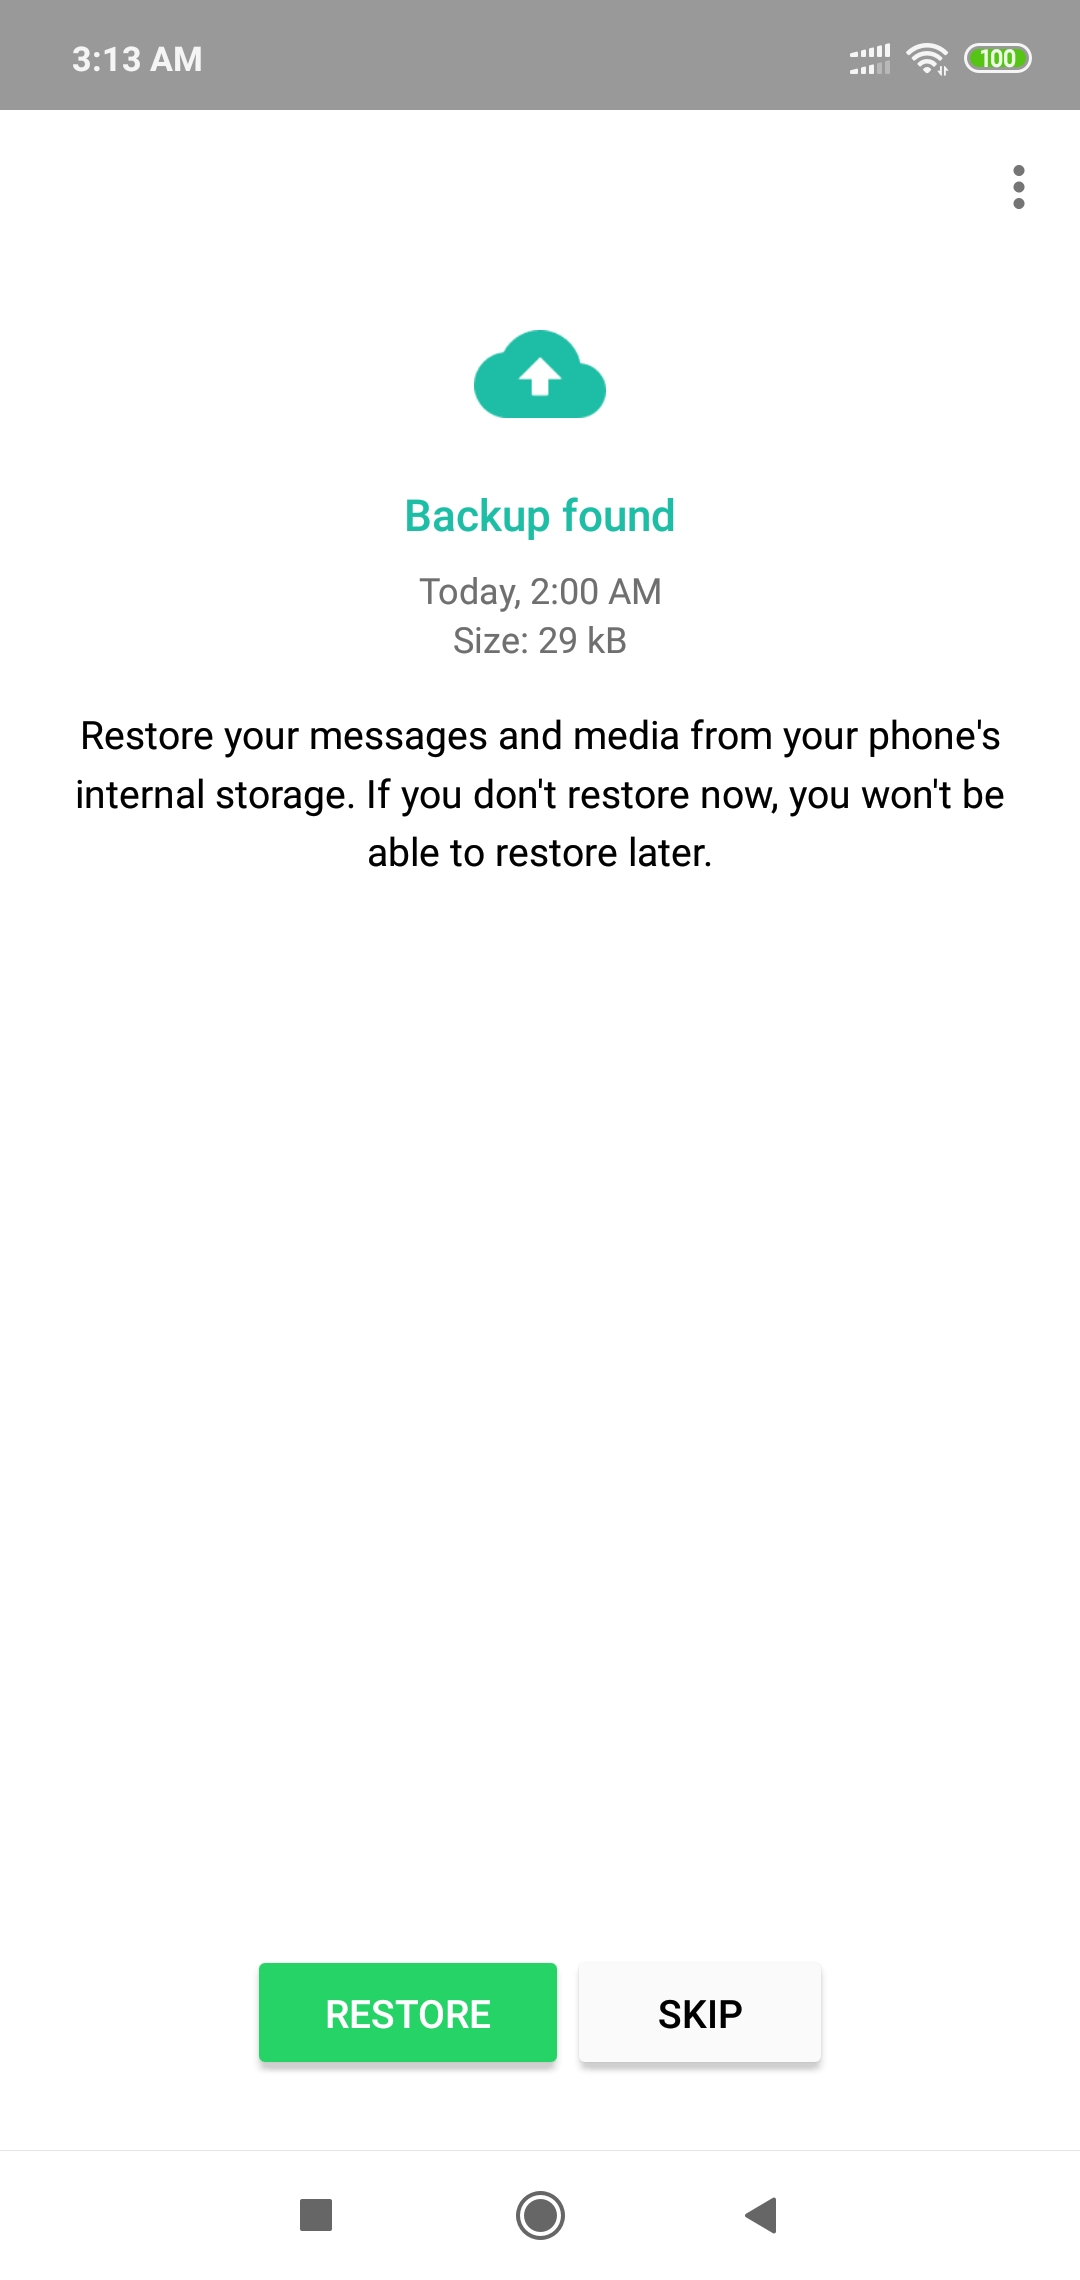 3:13 AM
100
Backup found
Today, 2:00 AM
Size: 29 kB
Restore your messages and media from your phone's
internal storage. If you don't restore now, you won't be
able to restore later.
RESTORE
SKIP